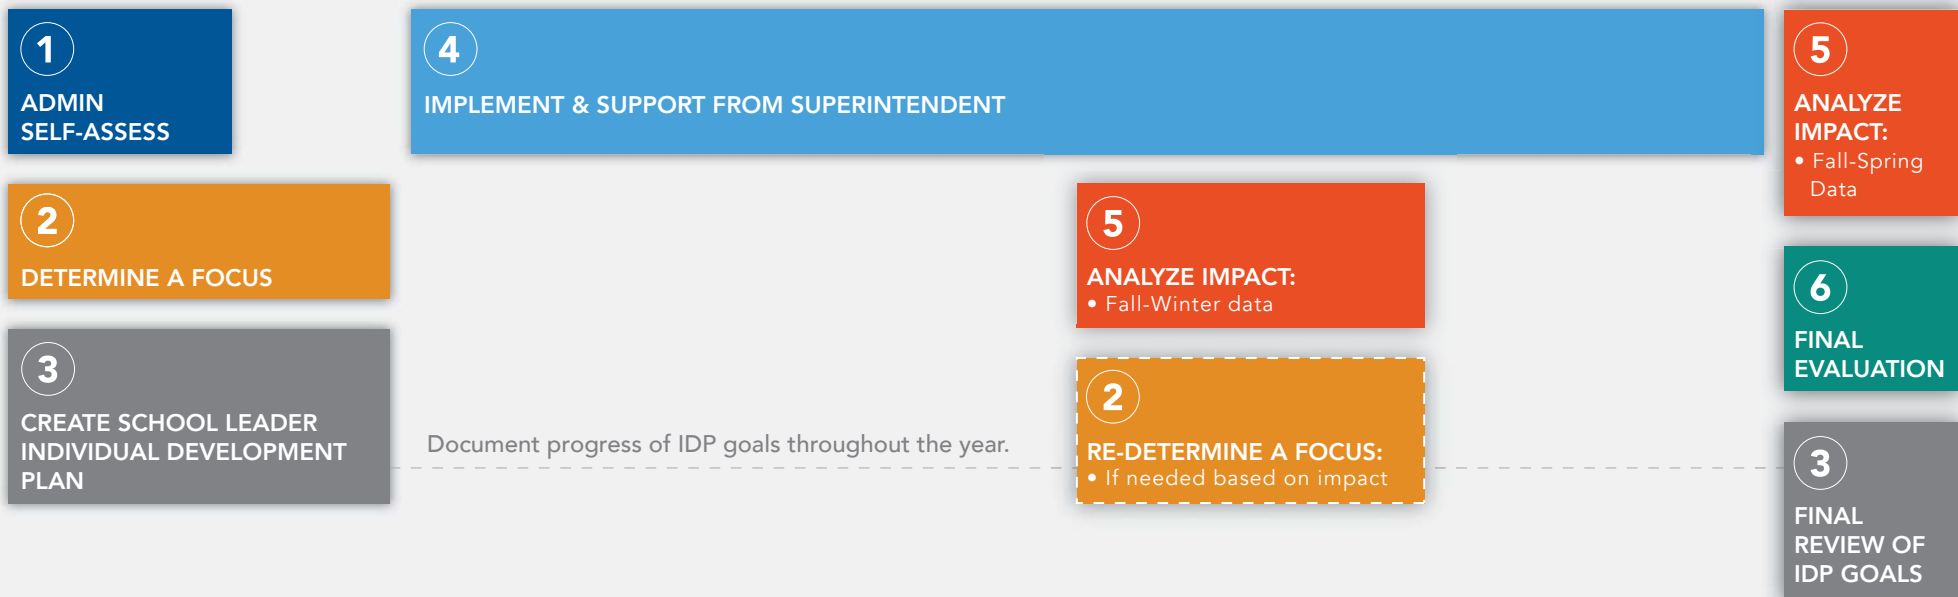 1
ADMIN
SELF-ASSESS
2
DETERMINE A FOCUS
3
CREATE SCHOOL LEADER
INDIVIDUAL DEVELOPMENT
PLAN
4
IMPLEMENT & SUPPORT FROM SUPERINTENDENT
Document progress of IDP goals throughout the year.
5
ANALYZE IMPACT:
• Fall-Winter data
2
RE-DETERMINE A FOCUS:
• If needed based on impact
5
ANALYZE
IMPACT:
• Fall-Spring
Data
6
FINAL
EVALUATION
3
FINAL
REVIEW OF
IDP GOALS